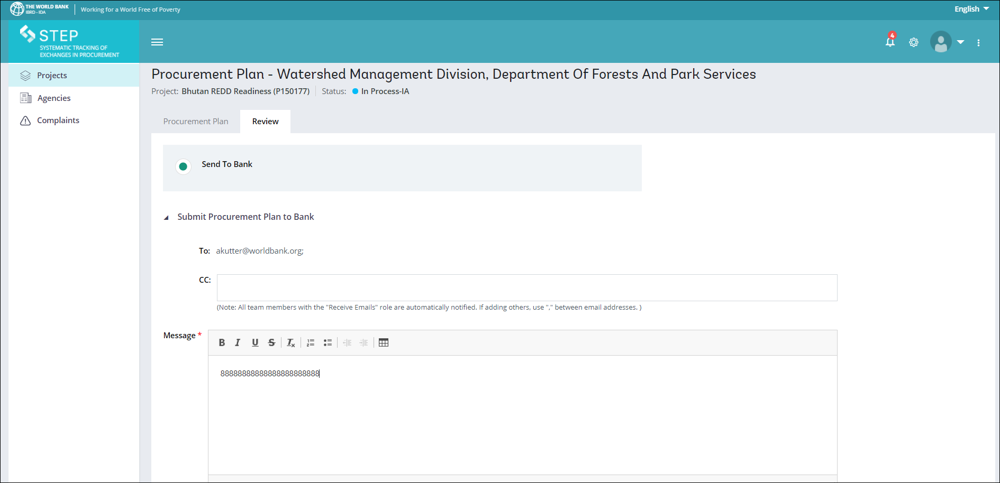 THE WORLD BANK
IBRD - IDA
Working for a World Free of Poverty
English
STEP
SYSTEMATIC TRACKING OF
EXCHANGES IN PROCUREMENT
4
Projects
Agencies
Complaints
Procurement Plan - Watershed Management Division, Department Of Forests And Park Services
Project: Bhutan REDD Readiness (P150177) Status: In Process-IA
Procurement Plan Review
Send To Bank
Submit Procurement Plan to Bank
To: akutter@worldbank.org;
CC:
(Note: All team members with the "Receive Emails" role are automatically notified. If adding others, use "," between email addresses. )
Message *
B I U S Tx
88888888888888888888888